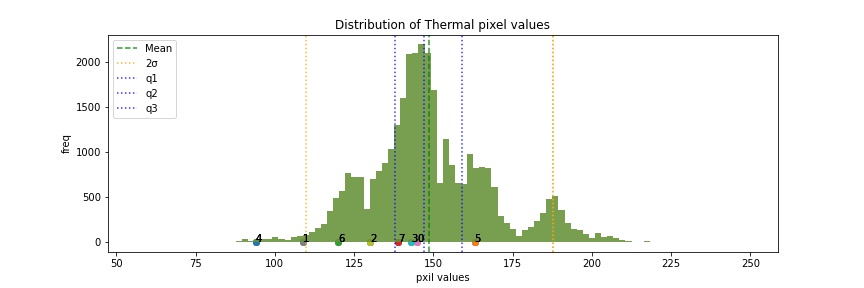 Distribution of Thermal pixel values
Mean
2σ
q1
q2
q3
freq
2000
1500
1000
500
0
4 1 6 2 7 3 0 5
50 75 100 125 150 175 200 225 250
pxil values